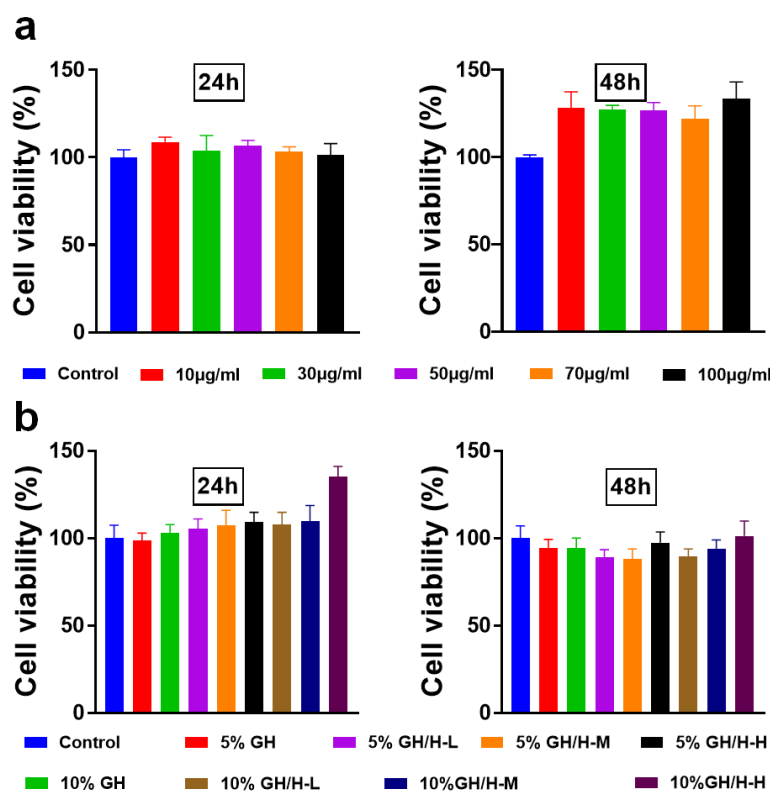 a
24h
48h
Cell viability (%)
150
100
50
0
Cell viability (%)
150
100
50
0
Control 10µg/ml 30µg/ml 50µg/ml 70µg/ml 100µg/ml
b
24h
48h
Cell viability (%)
150
100
50
0
Cell viability (%)
150
100
50
0
Control 5% GH 5% GH/H-L 5% GH/H-M 5% GH/H-H
10% GH 10% GH/H-L 10%GH/H-M 10%GH/H-H